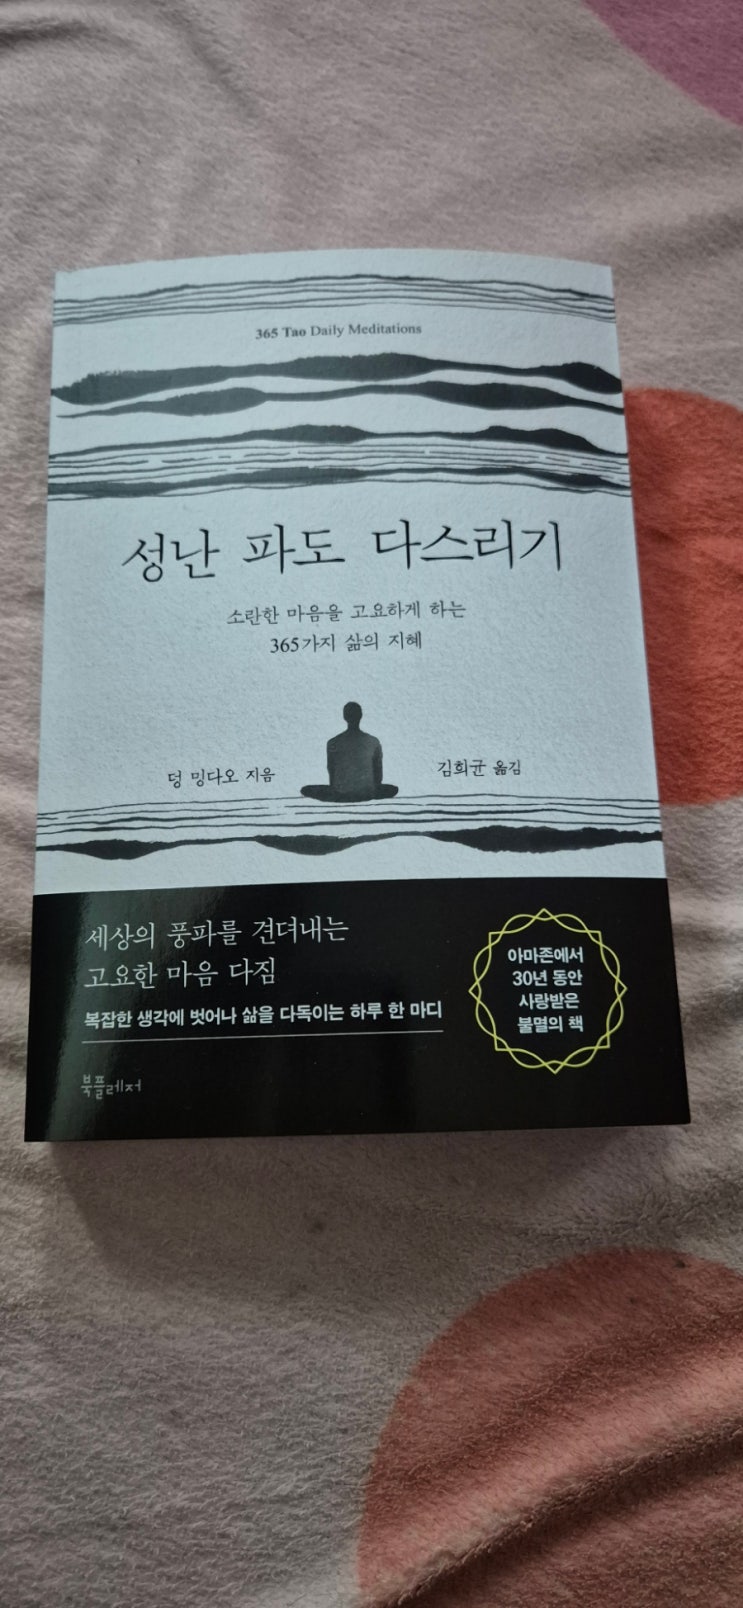 365 Tao Daily Meditations
성난 파도 다스리기
소란한 마음을 고요하게 하는
365가지 삶의 지혜
덩 밍다오 지음
김희균 옮김
세상의 풍파를 견뎌내는
고요한 마음 다짐
복잡한 생각에 벗어나 삶을 다독이는 하루 한 마디
아마존에서
30년 동안
사랑받은
불멸의 책
북플레저